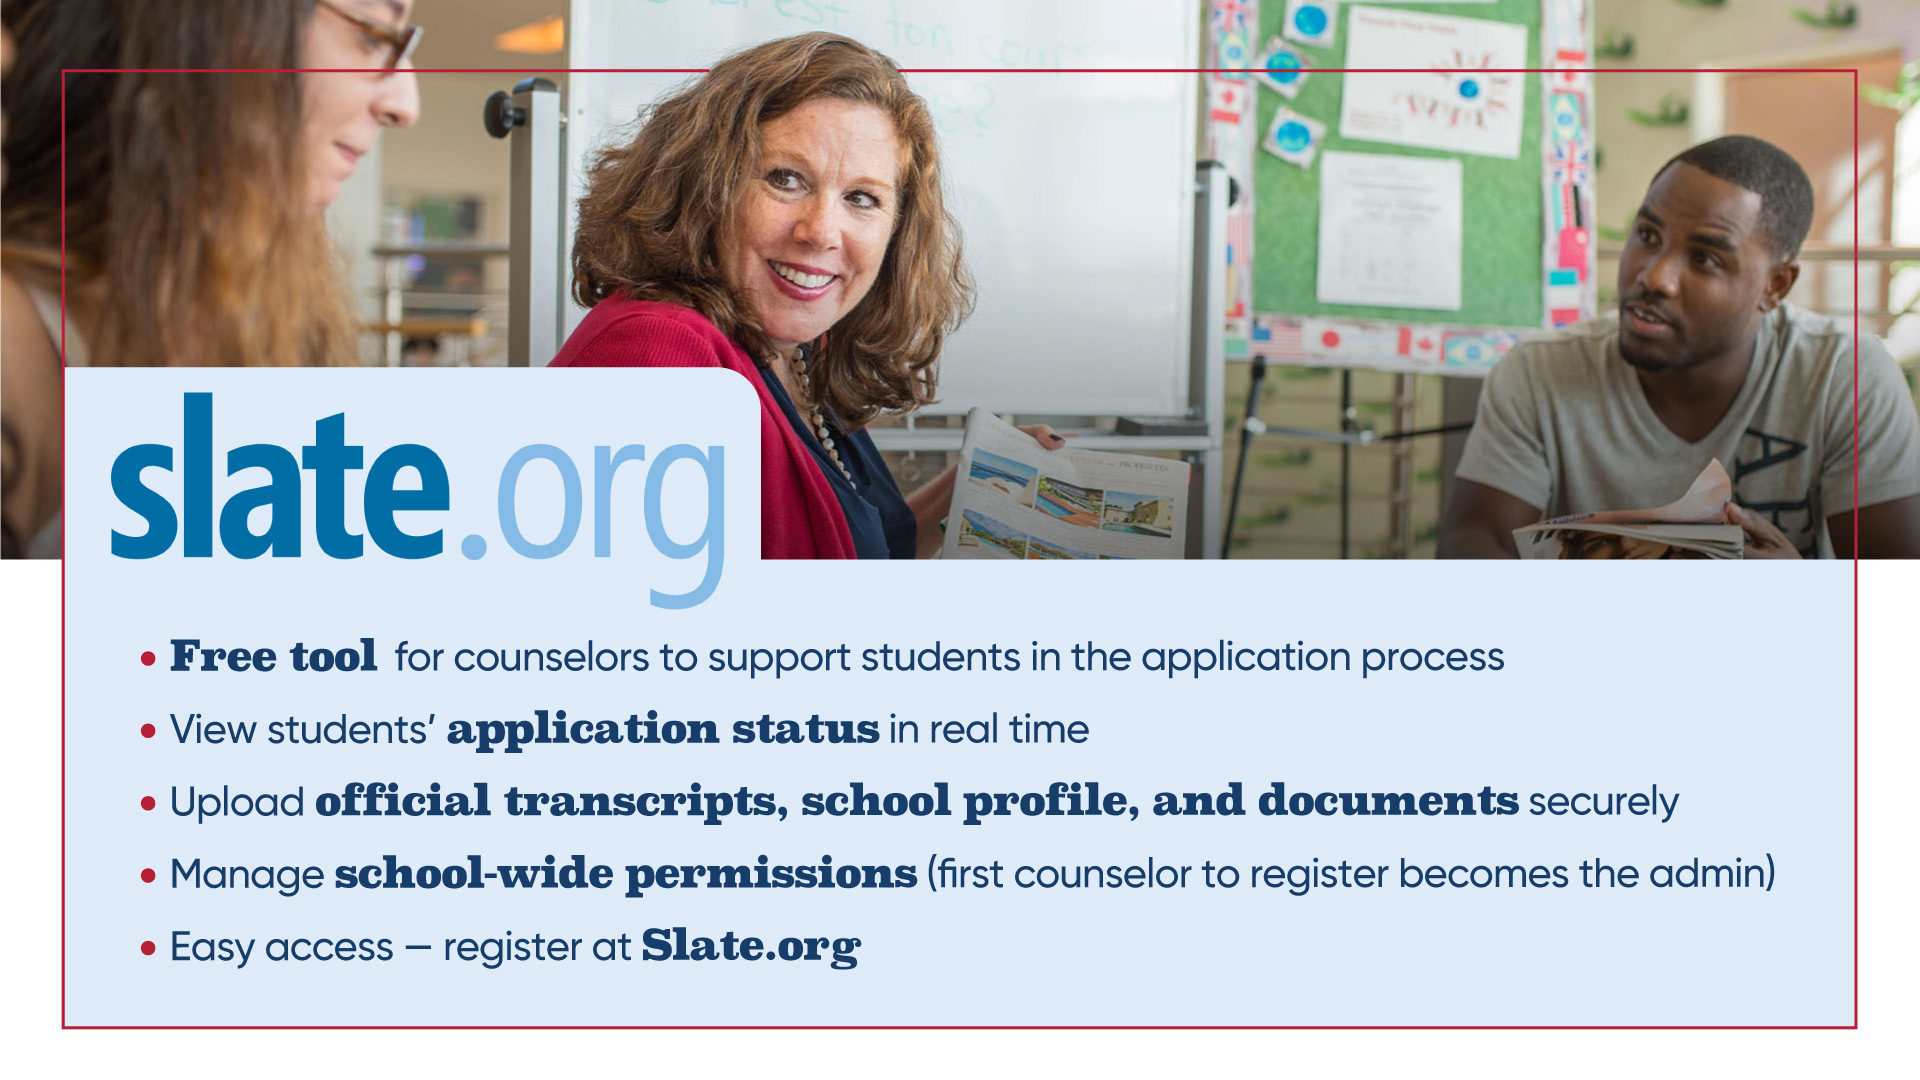 slate.org
• Free tool for counselors to support students in the application process
• View students’ application status in real time
• Upload official transcripts, school profile, and documents securely
• Manage school-wide permissions (first counselor to register becomes the admin)
• Easy access — register at Slate.org